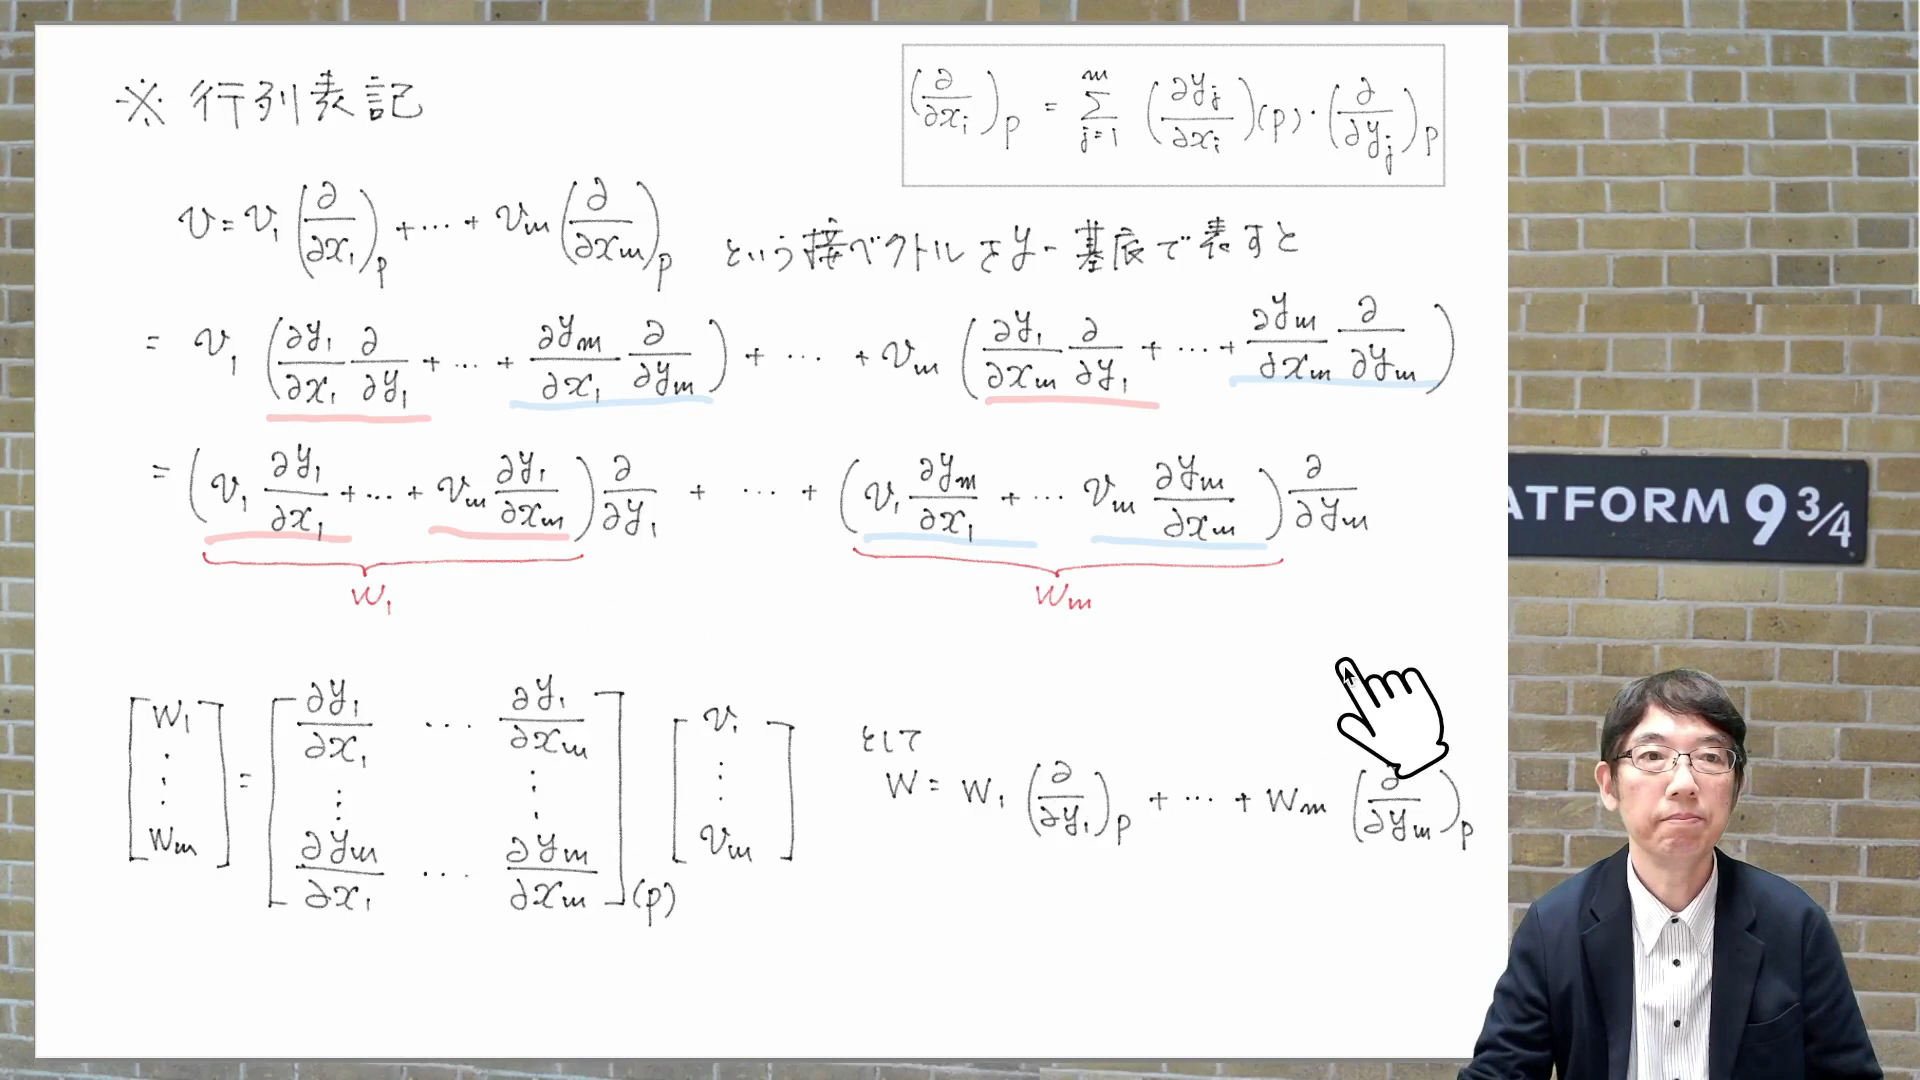 ※ 行列表記
(∂/∂x_i)_p = Σ_{j=1}^{m} (∂y_j/∂x_i)(p)・(∂/∂y_j)_p
v = v_1 (∂/∂x_1)_p + … + v_m (∂/∂x_m)_p という接ベクトルをy-基底で表すと
= v_1 (∂y_1/∂x_1 ∂/∂y_1 + … + ∂y_m/∂x_1 ∂/∂y_m) + … + v_m (∂y_1/∂x_m ∂/∂y_1 + … + ∂y_m/∂x_m ∂/∂y_m)
= (v_1 ∂y_1/∂x_1 + … + v_m ∂y_1/∂x_m) ∂/∂y_1 + … + (v_1 ∂y_m/∂x_1 + … v_m ∂y_m/∂x_m) ∂/∂y_m
w_1 w_m
[w_1 ⋮ w_m] = [∂y_1/∂x_1 … ∂y_1/∂x_m ⋮ ⋮ ∂y_m/∂x_1 … ∂y_m/∂x_m](p) [v_1 ⋮ v_m] として
w = w_1 (∂/∂y_1)_p + … + w_m (∂/∂y_m)_p
ATFORM 9 3/4